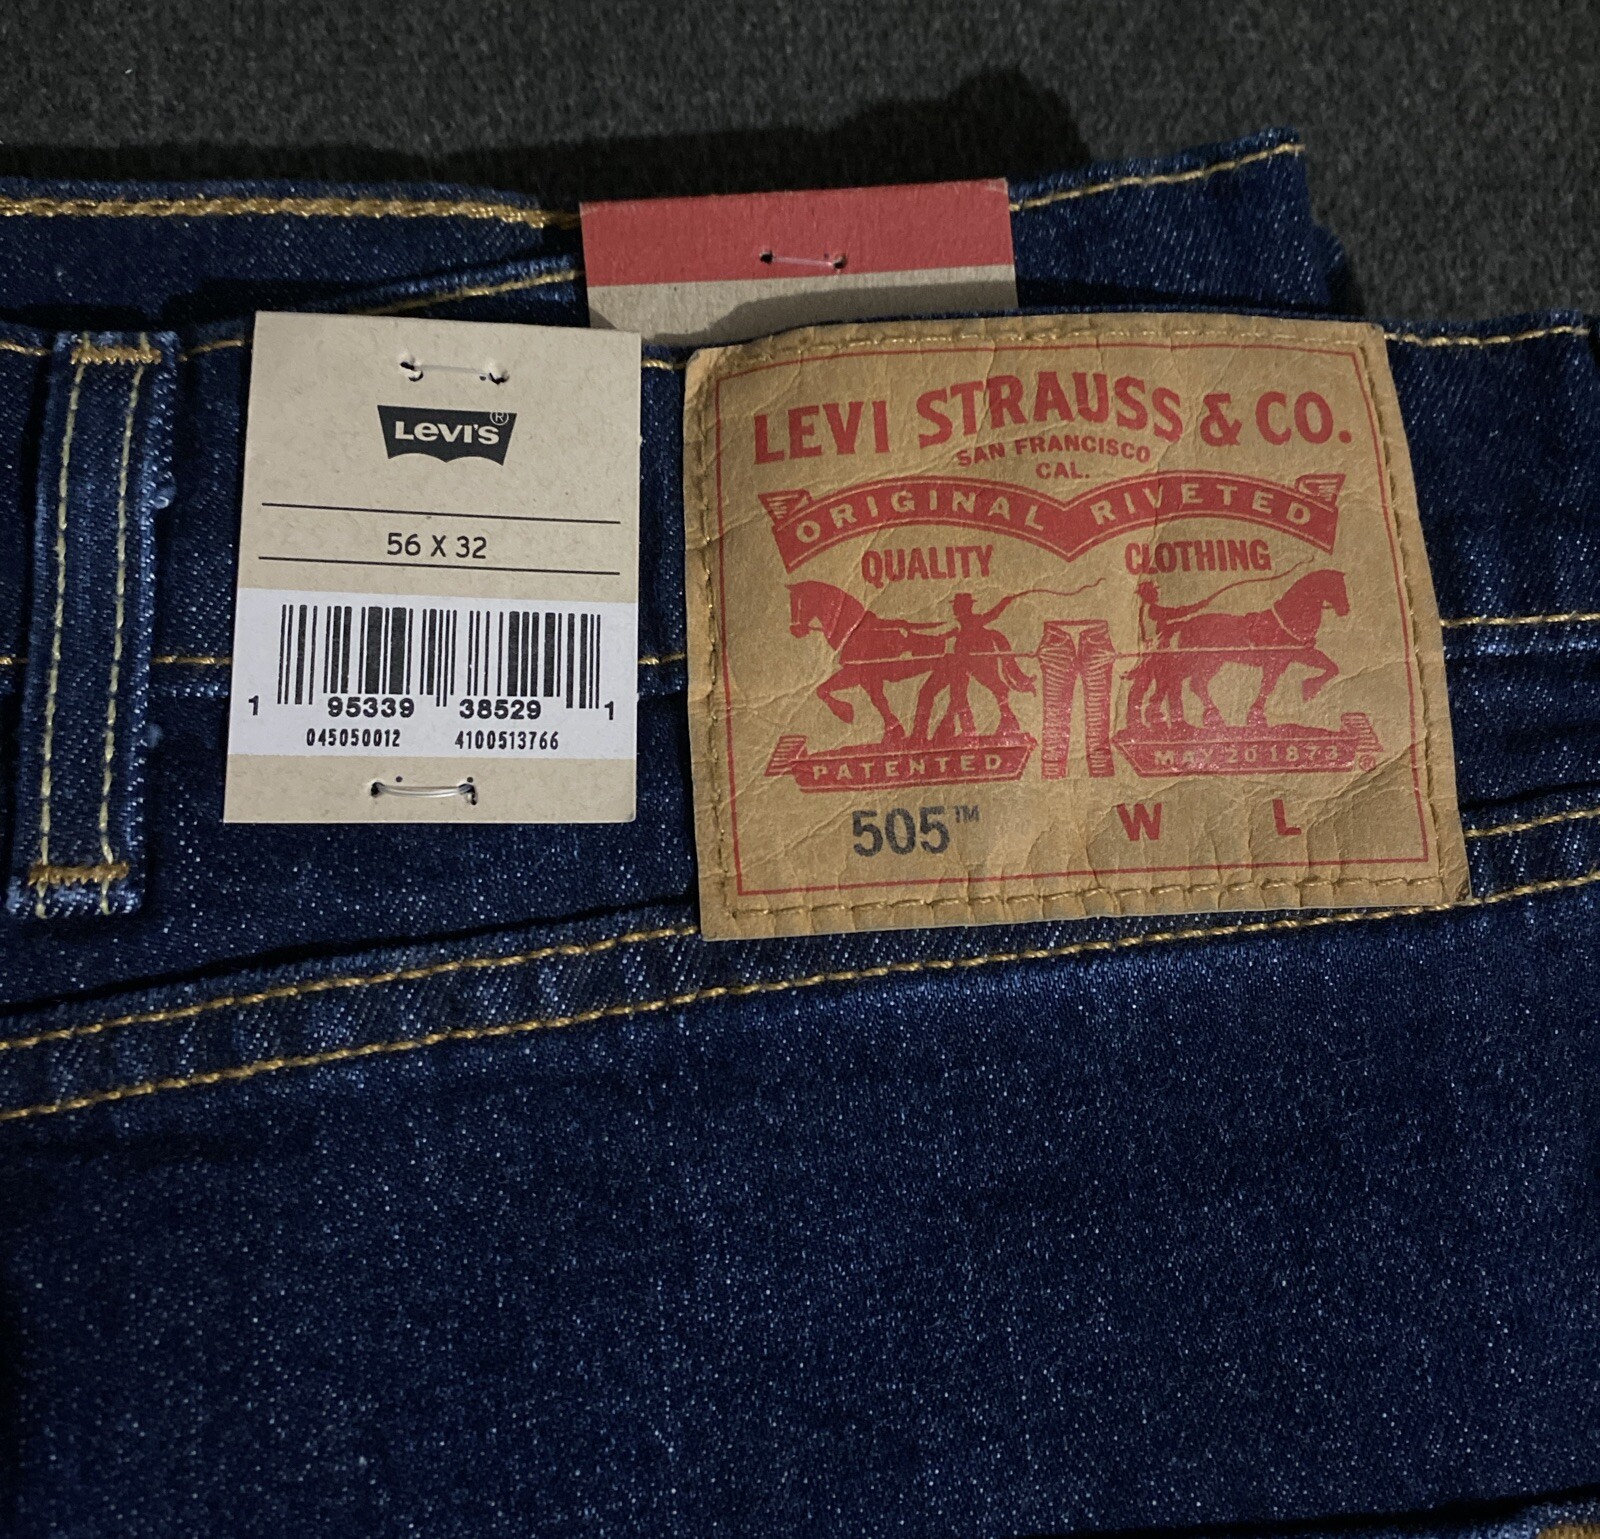 LEVI'S ®
56 X 32
1 95339 38529 1
045050012 4100513766
LEVI STRAUSS & CO.
SAN FRANCISCO
CAL.
ORIGINAL RIVETED
QUALITY CLOTHING
PATENTED MAY 20 1873 ®
505™ W L